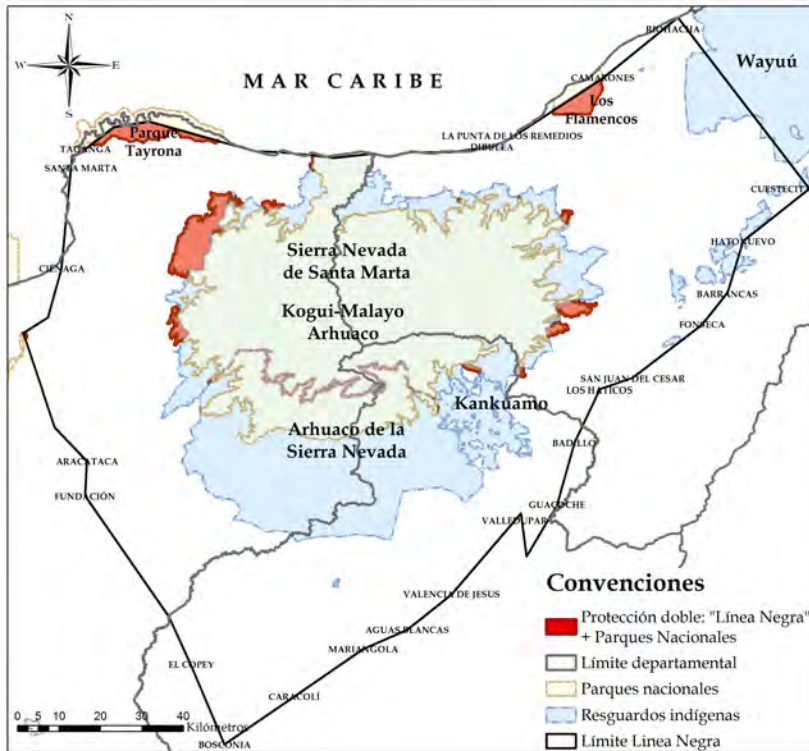 N
W
E
S
MAR CARIBE
RIOHACHA
Wayuú
CAMARONES
Los
Flamencos
Parque
Tayrona
TAGANGA
SANTA MARTA
LA PUNTA DE LOS REMEDIOS
DIBULLA
CUESTECIT
HATONUEVO
CIÉNAGA
Sierra Nevada
de Santa Marta
BARRANCAS
Kogui-Malayo
Arhuaco
FONSECA
SAN JUAN DEL CESAR
LOS HATICOS
Kankuamo
Arhuaco de la
Sierra Nevada
BADILLO
ARACATACA
FUNDACIÓN
GUACOCHE
VALLEDUPAR
VALENCIA DE JESUS
AGUAS BLANCAS
MARIANGOLA
EL COPEY
CARACOLÍ
BOSCONIA
0 5 10 20 30 40
Kilómetros
Convenciones
Protección doble: "Línea Negra"
+ Parques Nacionales
Límite departamental
Parques nacionales
Resguardos indígenas
Límite Linea Negra